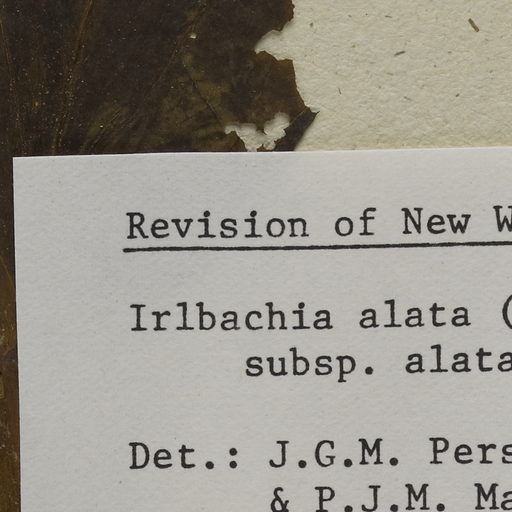 Revision of New W
Irlbachia alata (
subsp. alata
Det.: J.G.M. Pers
& P.J.M. Ma